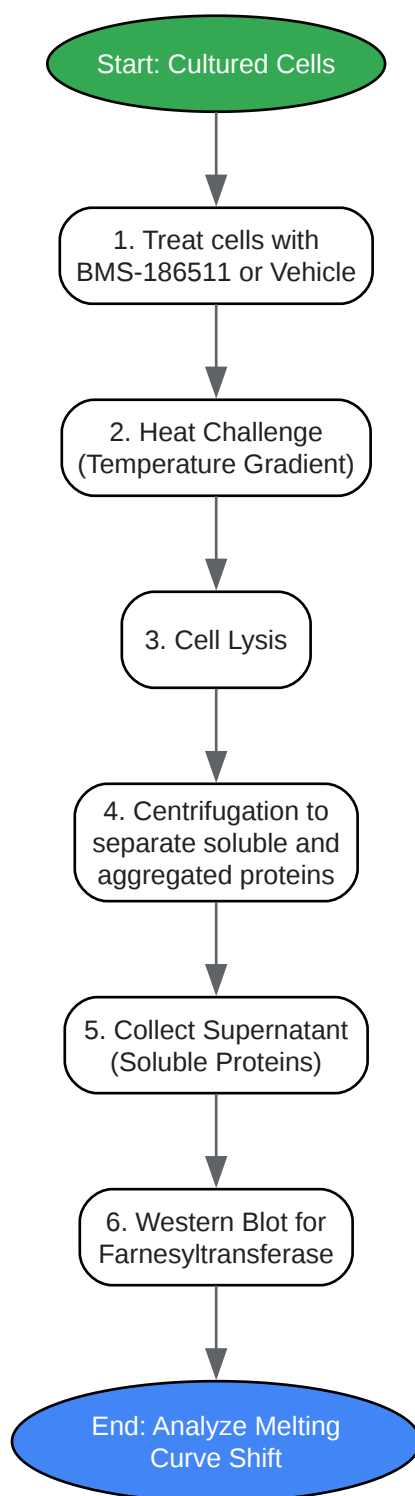 Start: Cultured Cells
1. Treat cells with
BMS-186511 or Vehicle
2. Heat Challenge
(Temperature Gradient)
3. Cell Lysis
4. Centrifugation to
separate soluble and
aggregated proteins
5. Collect Supernatant
(Soluble Proteins)
6. Western Blot for
Farnesyltransferase
End: Analyze Melting
Curve Shift